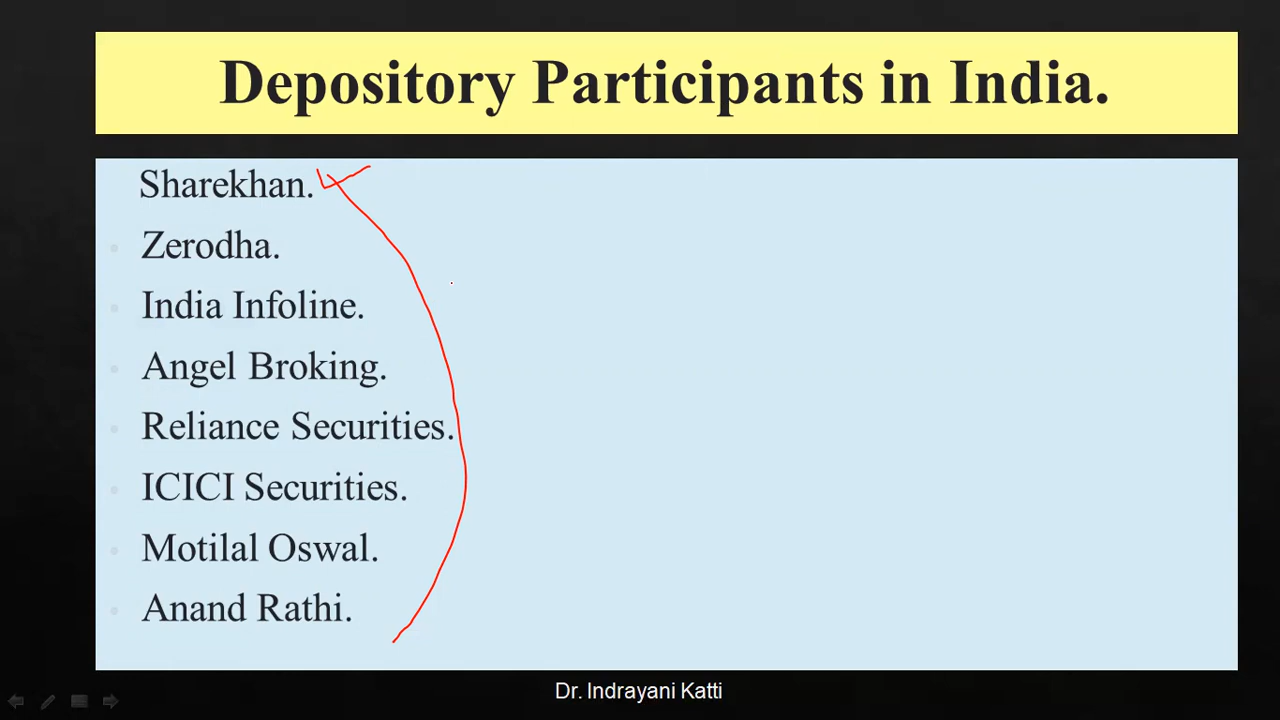 Depository Participants in India.
Sharekhan.
Zerodha.
India Infoline.
Angel Broking.
Reliance Securities.
ICICI Securities.
Motilal Oswal.
Anand Rathi.
Dr. Indrayani Katti